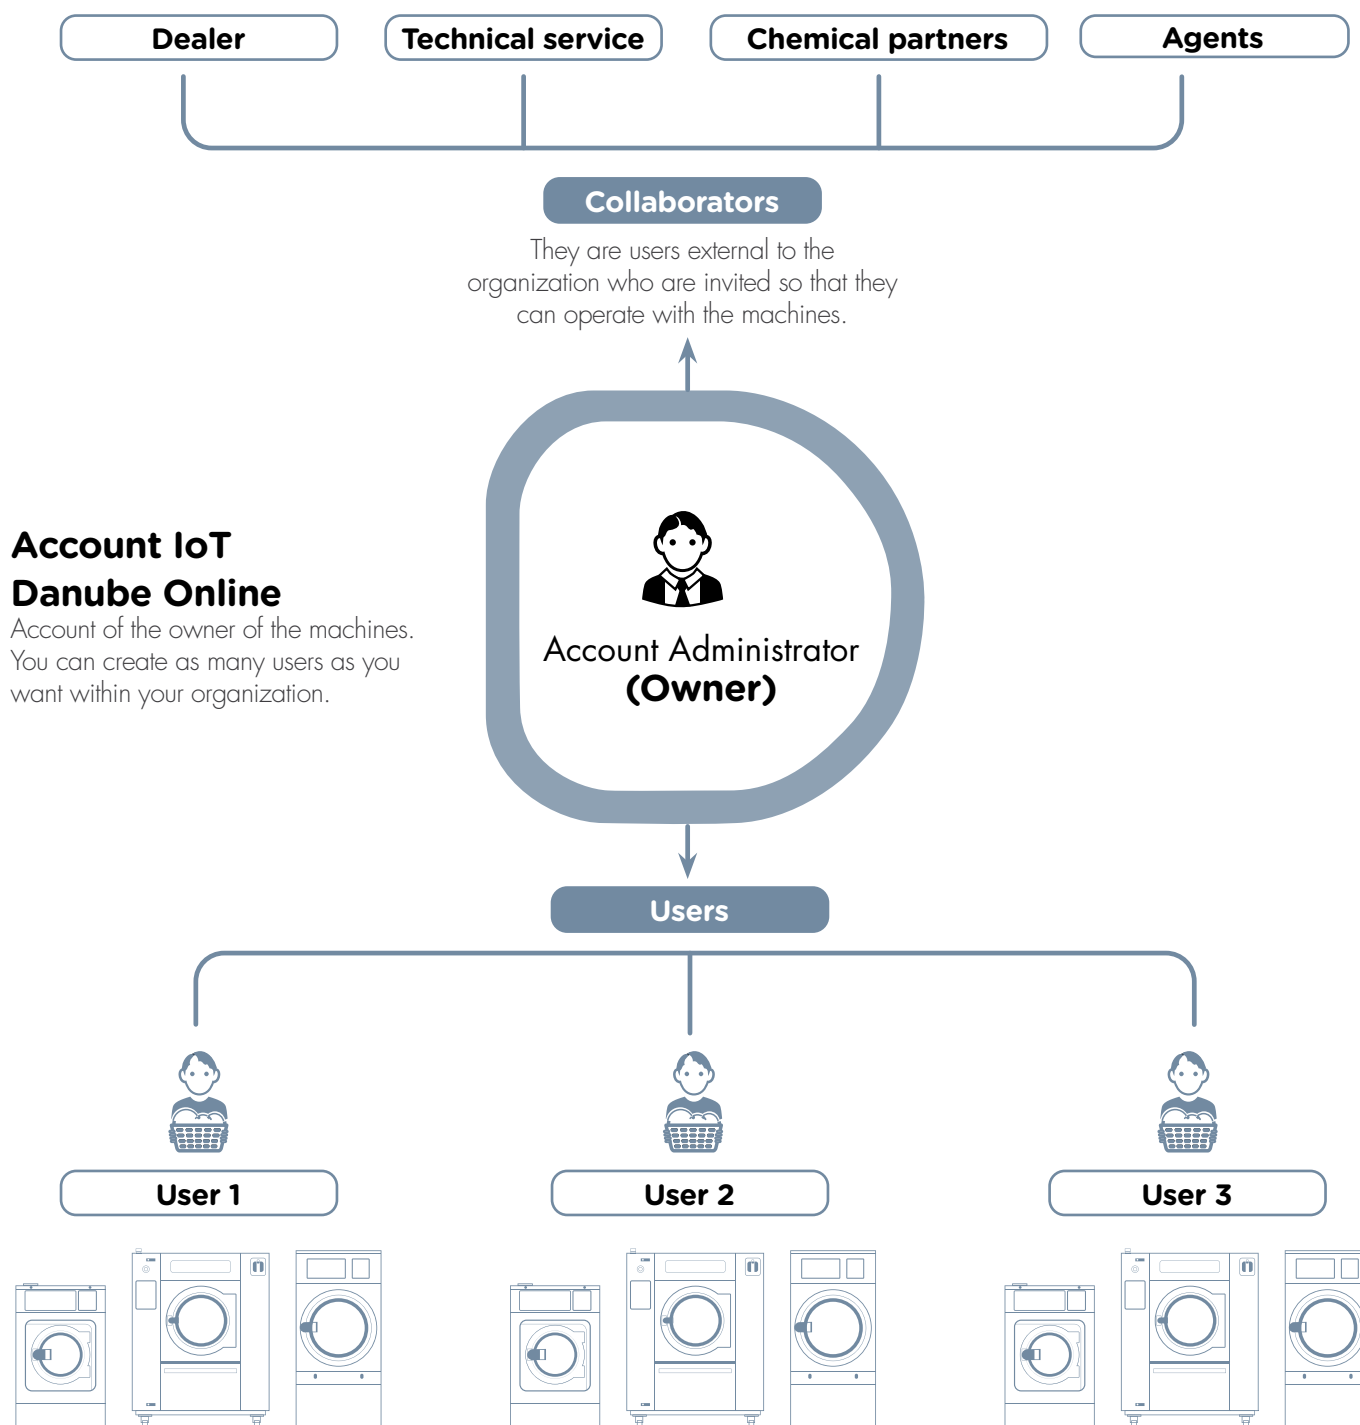 Dealer
Technical service
Chemical partners
Agents
Collaborators
They are users external to the
organization who are invited so that they
can operate with the machines.
Account IoT
Danube Online
Account of the owner of the machines.
You can create as many users as you
want within your organization.
Account Administrator
(Owner)
Users
User 1
User 2
User 3